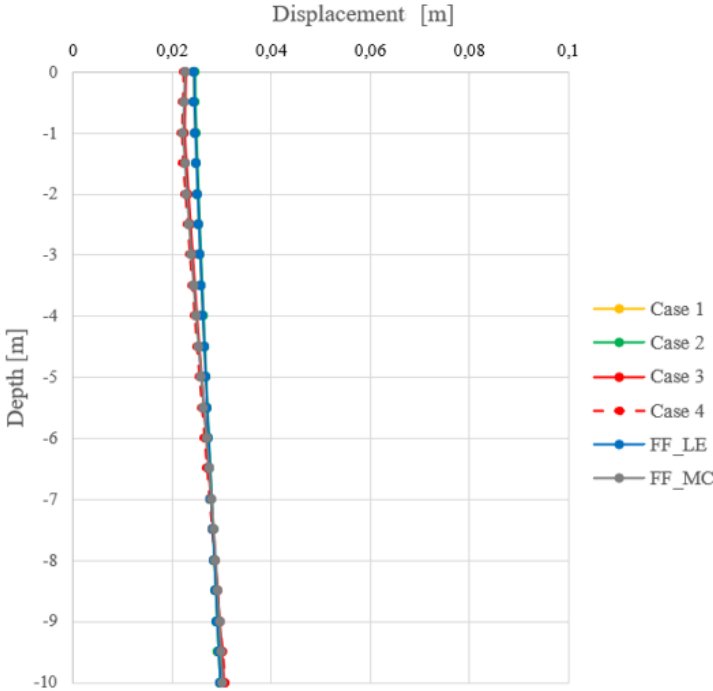 Displacement [m]
0 0,02 0,04 0,06 0,08 0,1
0
-1
-2
-3
-4
-5
-6
-7
-8
-9
-10
Depth [m]
Case 1
Case 2
Case 3
Case 4
FF_LE
FF_MC